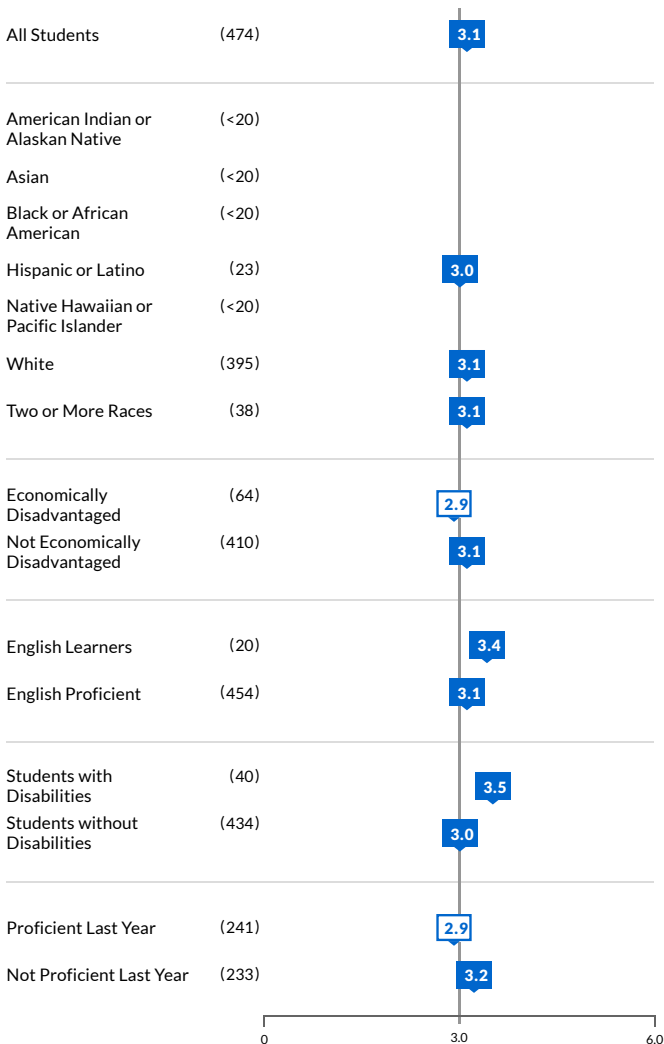 All Students (474) 3.1
American Indian or (<20)
Alaskan Native
Asian (<20)
Black or African (<20)
American
Hispanic or Latino (23) 3.0
Native Hawaiian or (<20)
Pacific Islander
White (395) 3.1
Two or More Races (38) 3.1
Economically (64) 2.9
Disadvantaged
Not Economically (410) 3.1
Disadvantaged
English Learners (20) 3.4
English Proficient (454) 3.1
Students with (40) 3.5
Disabilities
Students without (434) 3.0
Disabilities
Proficient Last Year (241) 2.9
Not Proficient Last Year (233) 3.2
0 3.0 6.0